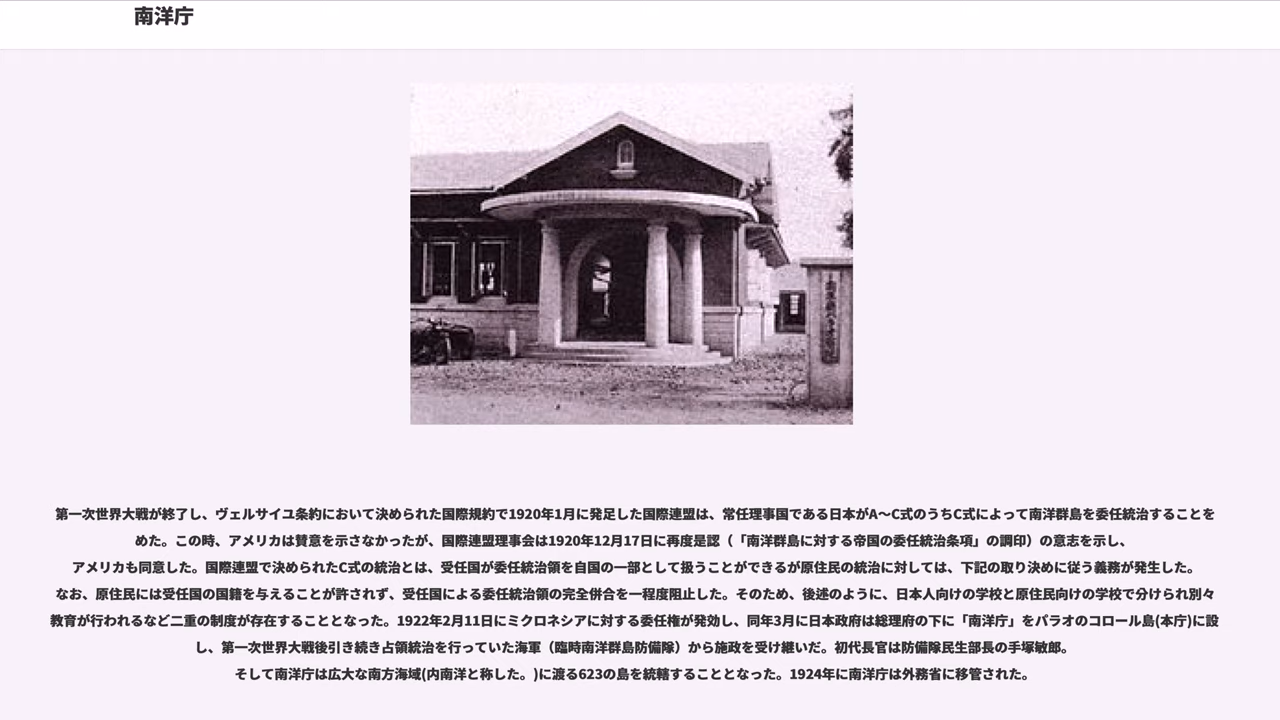 南洋庁
第一次世界大戦が終了し、ヴェルサイユ条約において決められた国際規約で1920年1月に発足した国際連盟は、常任理事国である日本がA〜C式のうちC式によって南洋群島を委任統治することを
めた。この時、アメリカは賛意を示さなかったが、国際連盟理事会は1920年12月17日に再度是認（「南洋群島に対する帝国の委任統治条項」の調印）の意志を示し、
アメリカも同意した。国際連盟で決められたC式の統治とは、受任国が委任統治領を自国の一部として扱うことができるが原住民の統治に対しては、下記の取り決めに従う義務が発生した。
なお、原住民には受任国の国籍を与えることが許されず、受任国による委任統治領の完全併合を一程度阻止した。そのため、後述のように、日本人向けの学校と原住民向けの学校で分けられ別々
教育が行われるなど二重の制度が存在することとなった。1922年2月11日にミクロネシアに対する委任権が発効し、同年3月に日本政府は総理府の下に「南洋庁」をパラオのコロール島(本庁)に設
し、第一次世界大戦後引き続き占領統治を行っていた海軍（臨時南洋群島防備隊）から施政を受け継いだ。初代長官は防備隊民生部長の手塚敏郎。
そして南洋庁は広大な南方海域(内南洋と称した。)に渡る623の島を統轄することとなった。1924年に南洋庁は外務省に移管された。